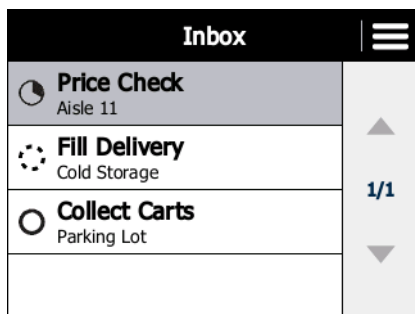 Inbox
Price Check
Aisle 11
Fill Delivery
Cold Storage
1/1
Collect Carts
Parking Lot